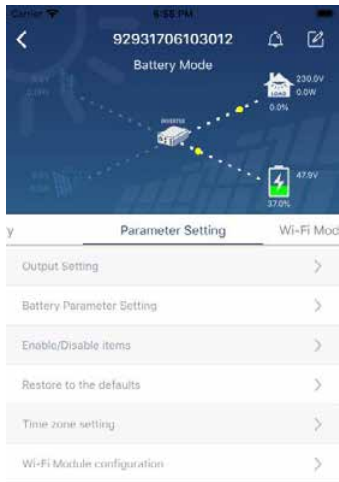 Carrier 6:55 PM
92931706103012
Battery Mode
230.0V
LOAD 0.0W
0.0%
INVERTER
47.9V
37.0%
y Parameter Setting Wi-Fi Mod
Output Setting
Battery Parameter Setting
Enable/Disable items
Restore to the defaults
Time zone setting
Wi-Fi Module configuration